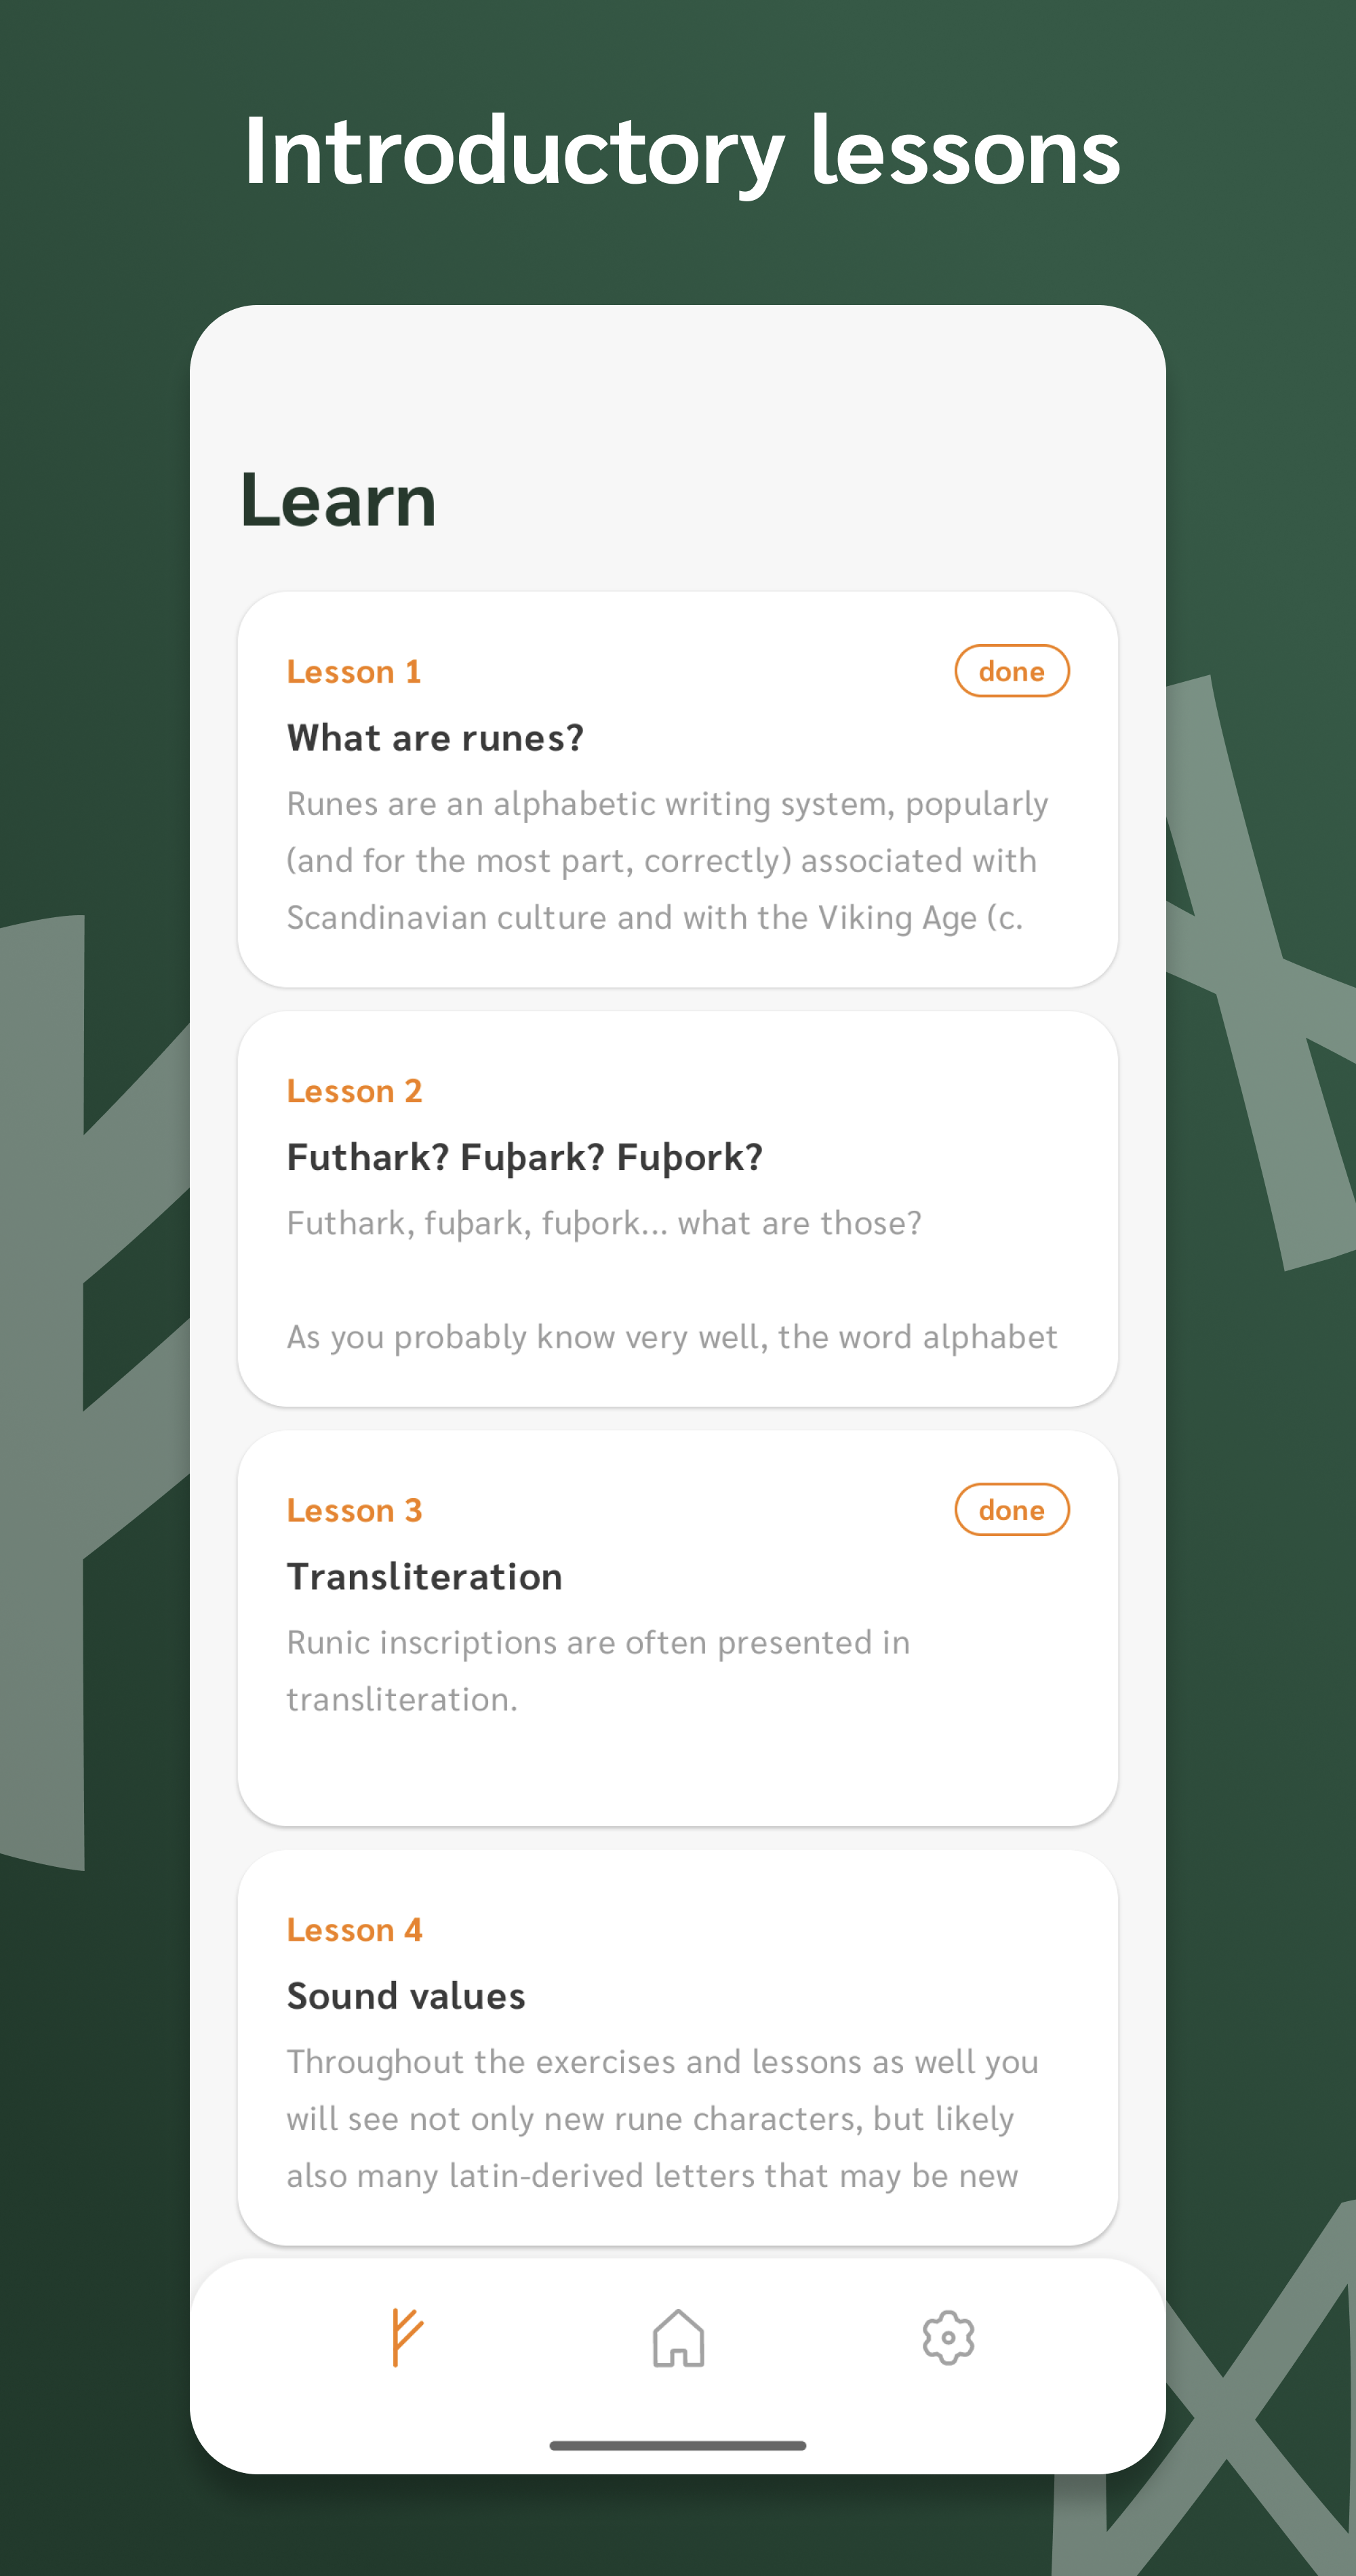 Introductory lessons
Learn
Lesson 1
done
What are runes?
Runes are an alphabetic writing system, popularly
(and for the most part, correctly) associated with
Scandinavian culture and with the Viking Age (c.
Lesson 2
Futhark? Fuþark? Fuþork?
Futhark, fuþark, fuþork... what are those?
As you probably know very well, the word alphabet
Lesson 3
done
Transliteration
Runic inscriptions are often presented in
transliteration.
Lesson 4
Sound values
Throughout the exercises and lessons as well you
will see not only new rune characters, but likely
also many latin-derived letters that may be new